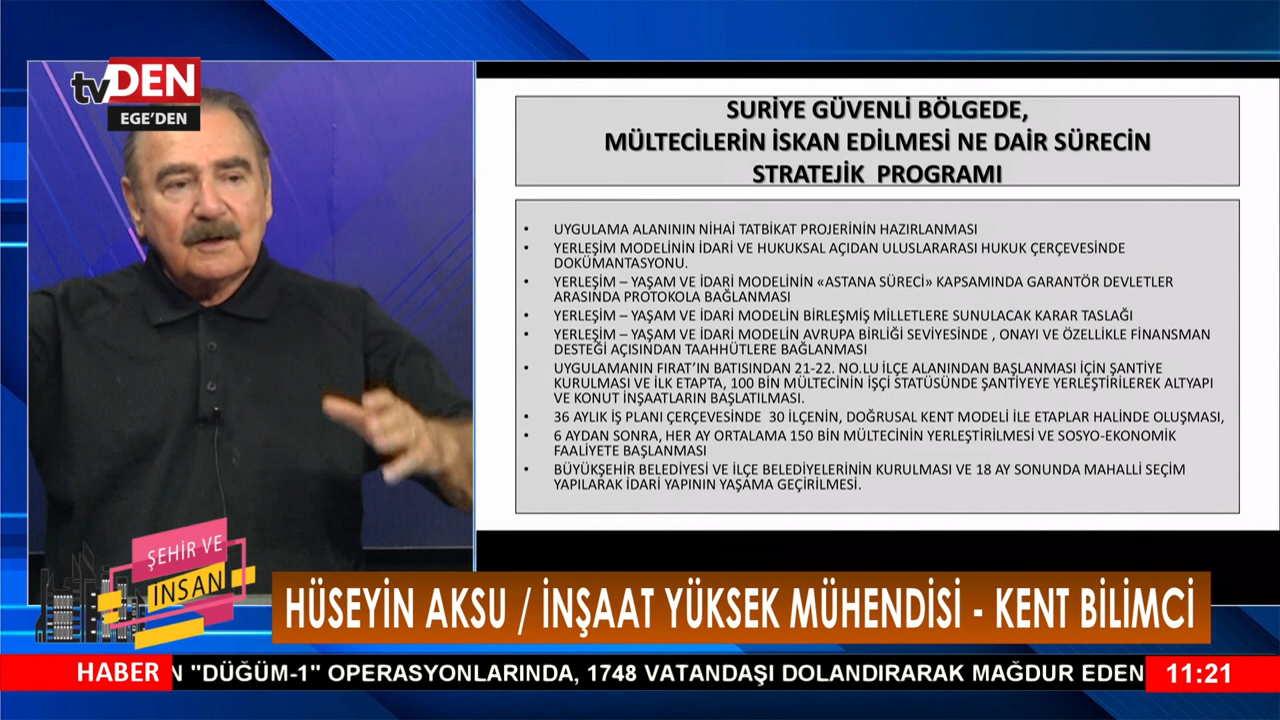 tvDEN
EGE'DEN
SURİYE GÜVENLİ BÖLGEDE,
MÜLTECİLERİN İSKAN EDİLMESİ NE DAİR SÜRECİN
STRATEJİK PROGRAMI
• UYGULAMA ALANININ NİHAİ TATBİKAT PROJERİNİN HAZIRLANMASI
• YERLEŞİM MODELİNİN İDARİ VE HUKUKSAL AÇIDAN ULUSLARARASI HUKUK ÇERÇEVESİNDE
DOKÜMANTASYONU.
• YERLEŞİM – YAŞAM VE İDARİ MODELİNİN «ASTANA SÜRECİ» KAPSAMINDA GARANTÖR DEVLETLER
ARASINDA PROTOKOLA BAĞLANMASI
• YERLEŞİM – YAŞAM VE İDARİ MODELİN BİRLEŞMİŞ MİLLETLERE SUNULACAK KARAR TASLAĞI
• YERLEŞİM – YAŞAM VE İDARİ MODELİN AVRUPA BİRLİĞİ SEVİYESİNDE , ONAYI VE ÖZELLİKLE FİNANSMAN
DESTEĞİ AÇISINDAN TAAHHÜTLERE BAĞLANMASI
• UYGULAMANIN FIRAT'IN BATISINDAN 21-22. NO.LU İLÇE ALANINDAN BAŞLANMASI İÇİN ŞANTİYE
KURULMASI VE İLK ETAPTA, 100 BİN MÜLTECİNİN İŞÇİ STATÜSÜNDE ŞANTİYEYE YERLEŞTİRİLEREK ALTYAPI
VE KONUT İNŞAATLARIN BAŞLATILMASI.
• 36 AYLIK İŞ PLANI ÇERÇEVESİNDE 30 İLÇENİN, DOĞRUSAL KENT MODELİ İLE ETAPLAR HALİNDE OLUŞMASI,
• 6 AYDAN SONRA, HER AY ORTALAMA 150 BİN MÜLTECİNİN YERLEŞTİRİLMESİ VE SOSYO-EKONOMİK
FAALİYETE BAŞLANMASI
• BÜYÜKŞEHİR BELEDİYESİ VE İLÇE BELEDİYELERİNİN KURULMASI VE 18 AY SONUNDA MAHALLİ SEÇİM
YAPILARAK İDARİ YAPININ YAŞAMA GEÇİRİLMESİ.
ŞEHİR VE
İNSAN
HÜSEYİN AKSU / İNŞAAT YÜKSEK MÜHENDİSİ - KENT BİLİMCİ
HABER N "DÜĞÜM-1" OPERASYONLARINDA, 1748 VATANDAŞI DOLANDIRARAK MAĞDUR EDEN 11:21